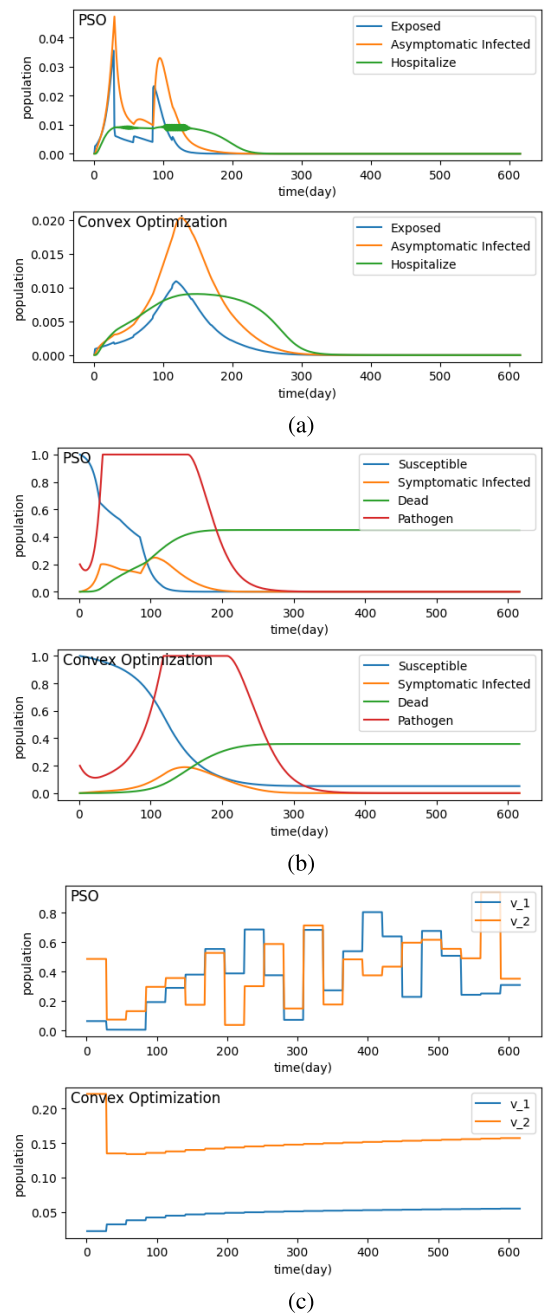 PSO
Exposed
Asymptomatic Infected
Hospitalize
population
0.04
0.03
0.02
0.01
0.00
0 100 200 300 400 500 600
time(day)
Convex Optimization
Exposed
Asymptomatic Infected
Hospitalize
population
0.020
0.015
0.010
0.005
0.000
0 100 200 300 400 500 600
time(day)
(a)
PSO
Susceptible
Symptomatic Infected
Dead
Pathogen
population
1.0
0.8
0.6
0.4
0.2
0.0
0 100 200 300 400 500 600
time(day)
Convex Optimization
Susceptible
Symptomatic Infected
Dead
Pathogen
population
1.0
0.8
0.6
0.4
0.2
0.0
0 100 200 300 400 500 600
time(day)
(b)
PSO
v_1
v_2
population
0.8
0.6
0.4
0.2
0.0
0 100 200 300 400 500 600
time(day)
Convex Optimization
v_1
v_2
population
0.20
0.15
0.10
0.05
0 100 200 300 400 500 600
time(day)
(c)